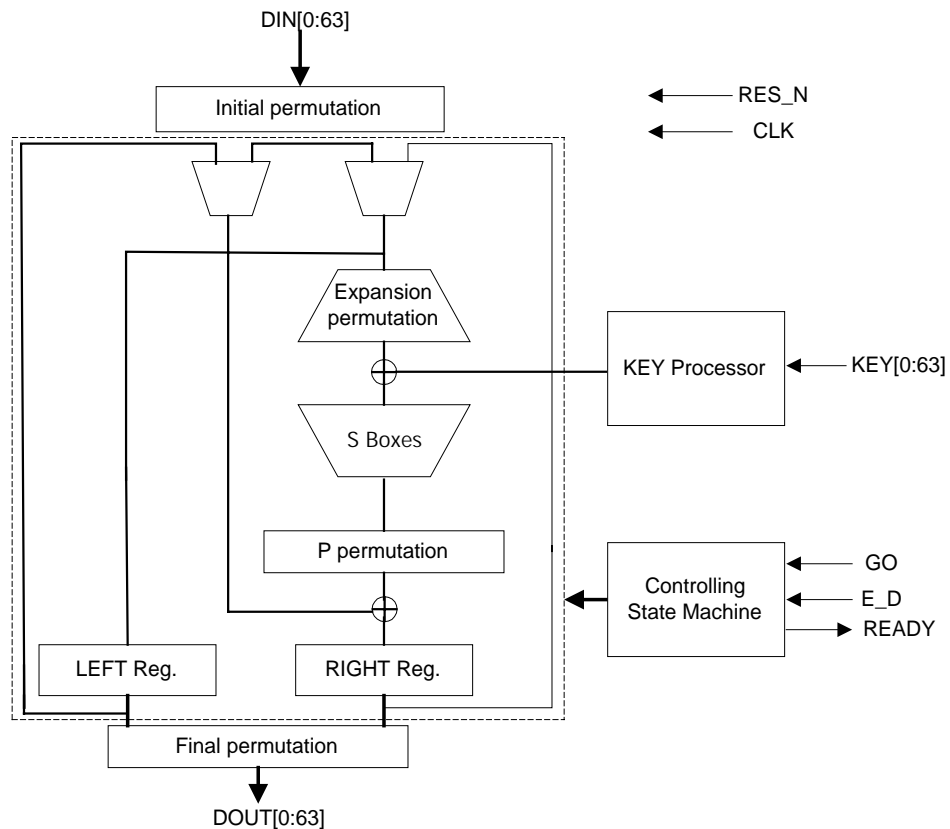 DIN[0:63]
Initial permutation
RES_N
CLK
Expansion
permutation
KEY Processor
KEY[0:63]
S Boxes
P permutation
Controlling
State Machine
GO
E_D
READY
LEFT Reg.
RIGHT Reg.
Final permutation
DOUT[0:63]